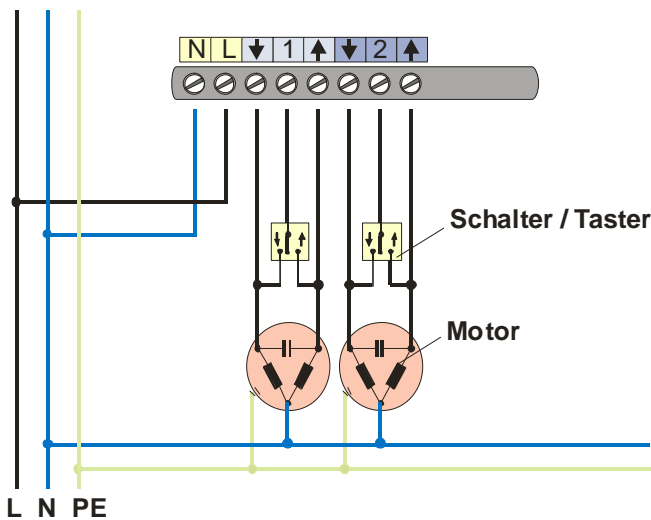 N L ↓ 1 ↑ ↓ 2 ↑
Schalter / Taster
Motor
L N PE